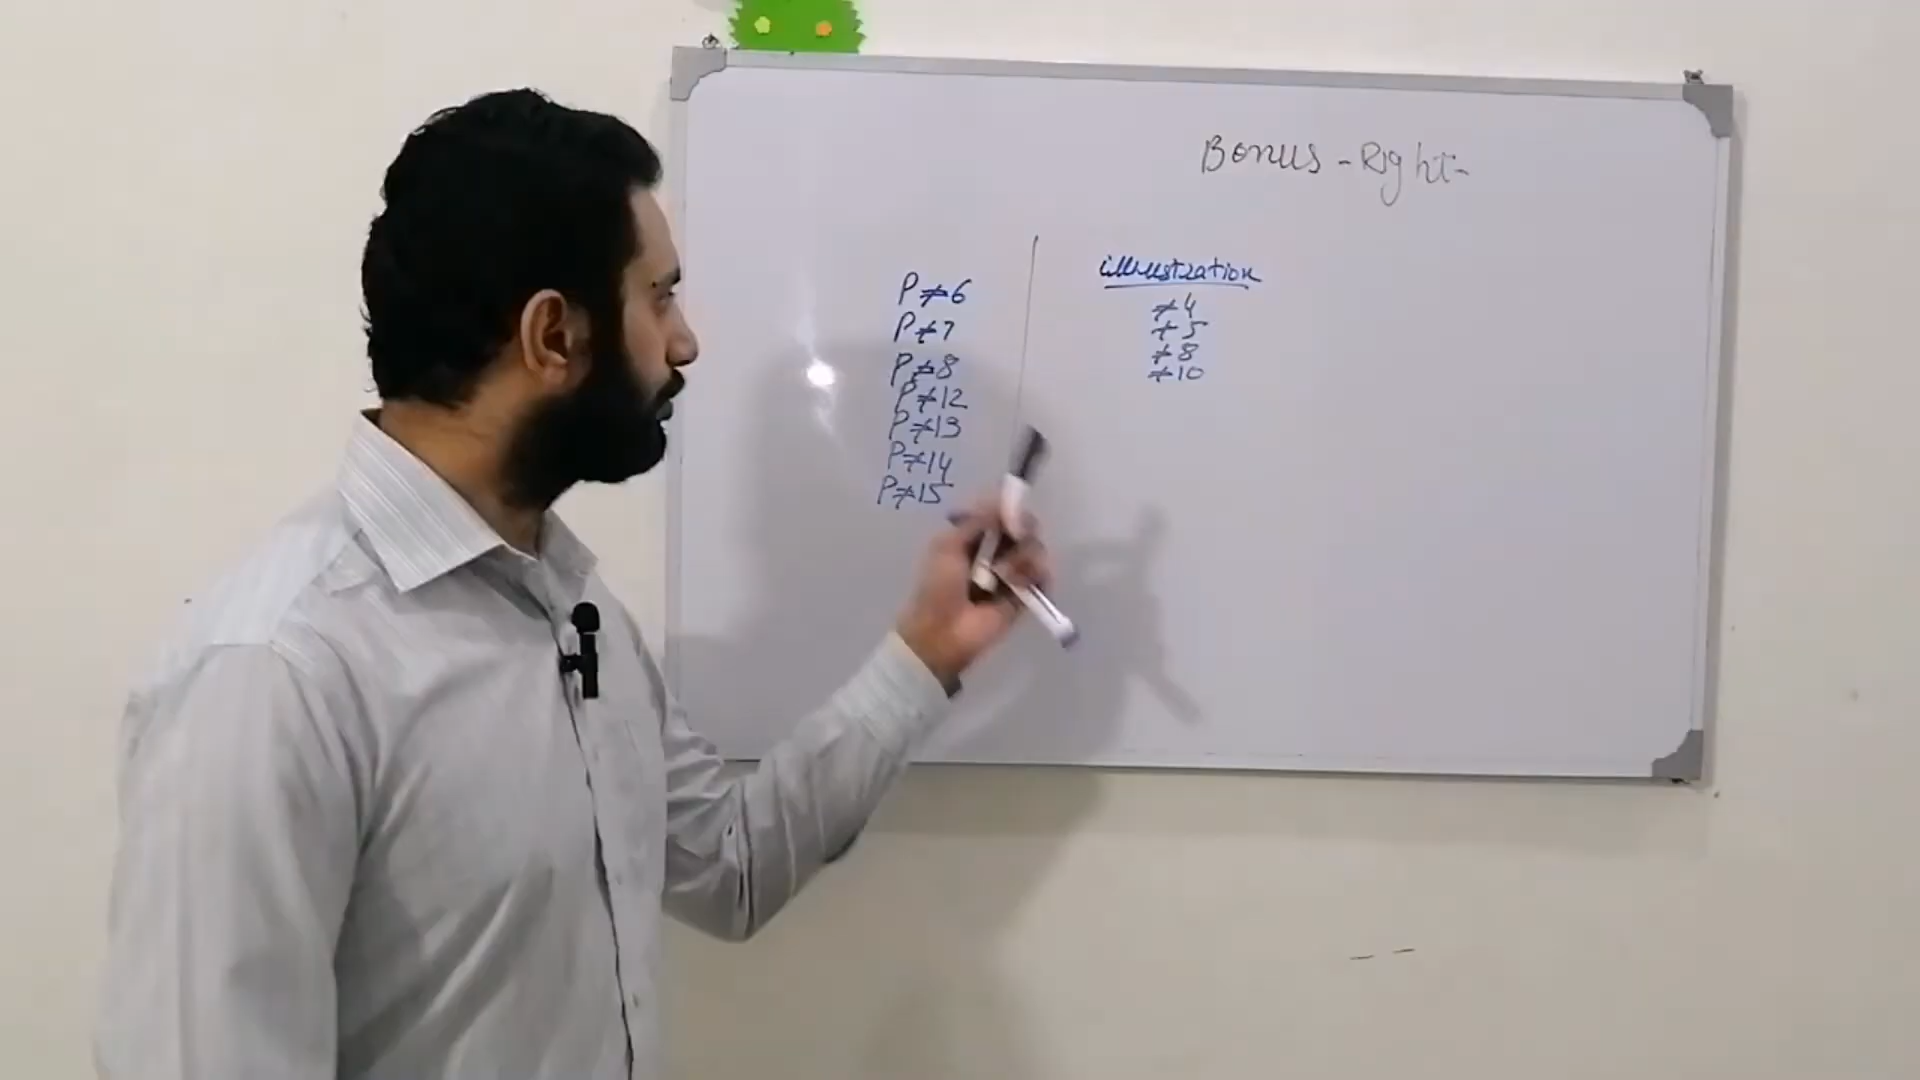 Bonus - Right -
P≠6
P≠7
P≠8
P≠12
P≠13
P≠14
P≠15
illustration
≠4
≠5
≠8
≠10